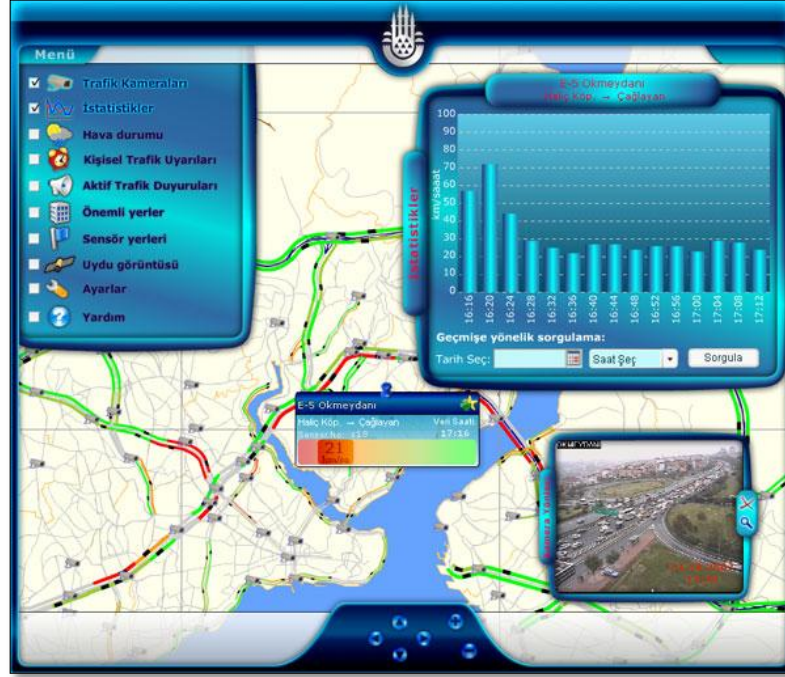 Menü
Trafik Kameraları
İstatistikler
Hava durumu
Kişisel Trafik Uyarıları
Aktif Trafik Duyuruları
Önemli yerler
Sensör yerleri
Uydu görüntüsü
Ayarlar
Yardım
E-5 Okmeydanı
Haliç Köp. → Çağlayan
İstatistikler
km/saaat
100
90
80
70
60
50
40
30
20
10
0
16:16 16:20 16:24 16:28 16:32 16:36 16:40 16:44 16:48 16:52 16:56 17:00 17:04 17:08 17:12
Geçmişe yönelik sorgulama:
Tarih Seç: Saat Seç Sorgula
E-5 Okmeydanı
Haliç Köp. → Çağlayan Veri Saati
17:16
21
OKMEYDANI